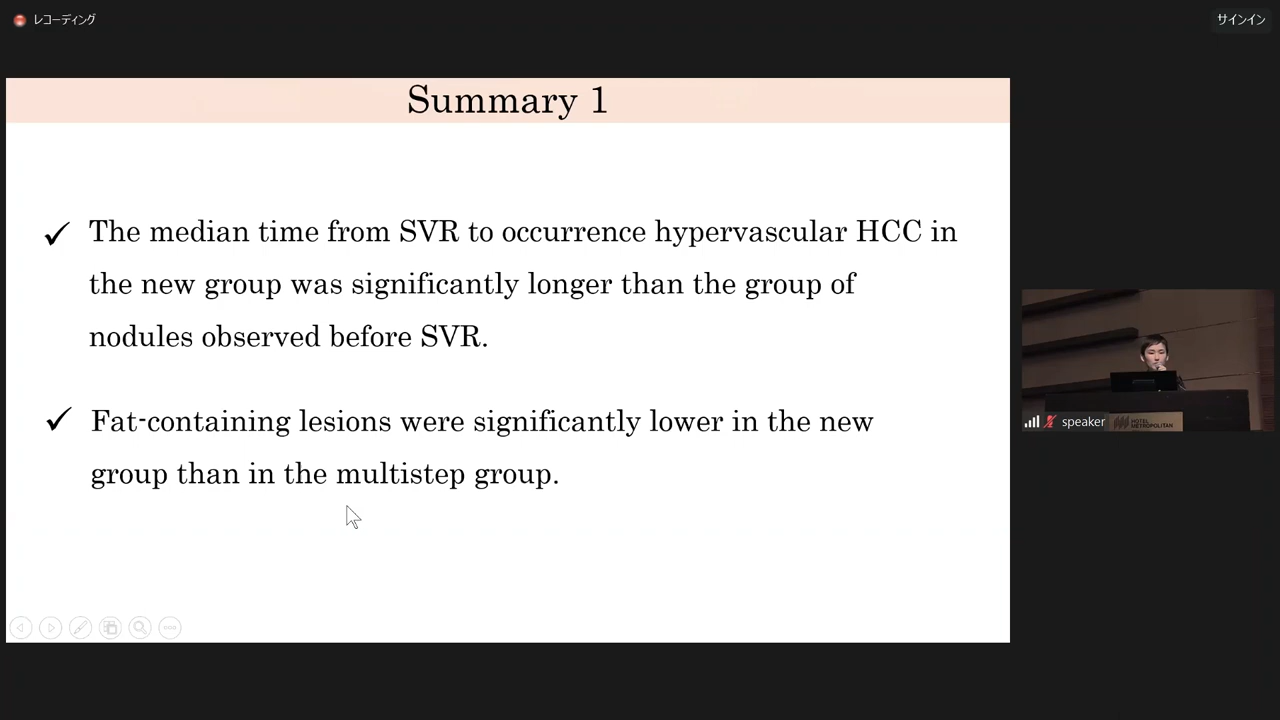 レコーディング
サインイン
Summary 1
✓ The median time from SVR to occurrence hypervascular HCC in
the new group was significantly longer than the group of
nodules observed before SVR.
✓ Fat-containing lesions were significantly lower in the new
group than in the multistep group.
speaker
HOTEL
METROPOLITAN